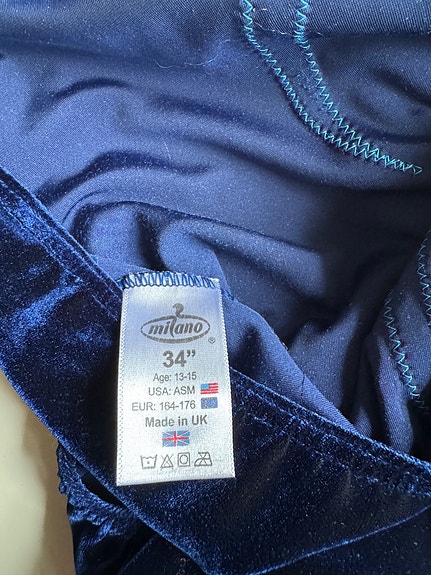 milano
34"
Age: 13-15
USA: ASM
EUR: 164-176
Made in UK